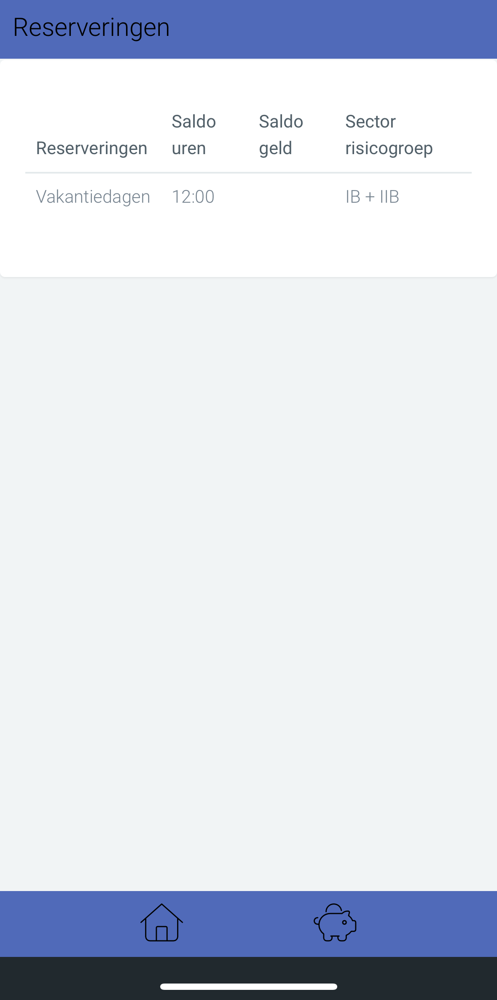 Reserveringen
Saldo Saldo Sector
Reserveringen uren geld risicogroep
Vakantiedagen 12:00 IB + IIB